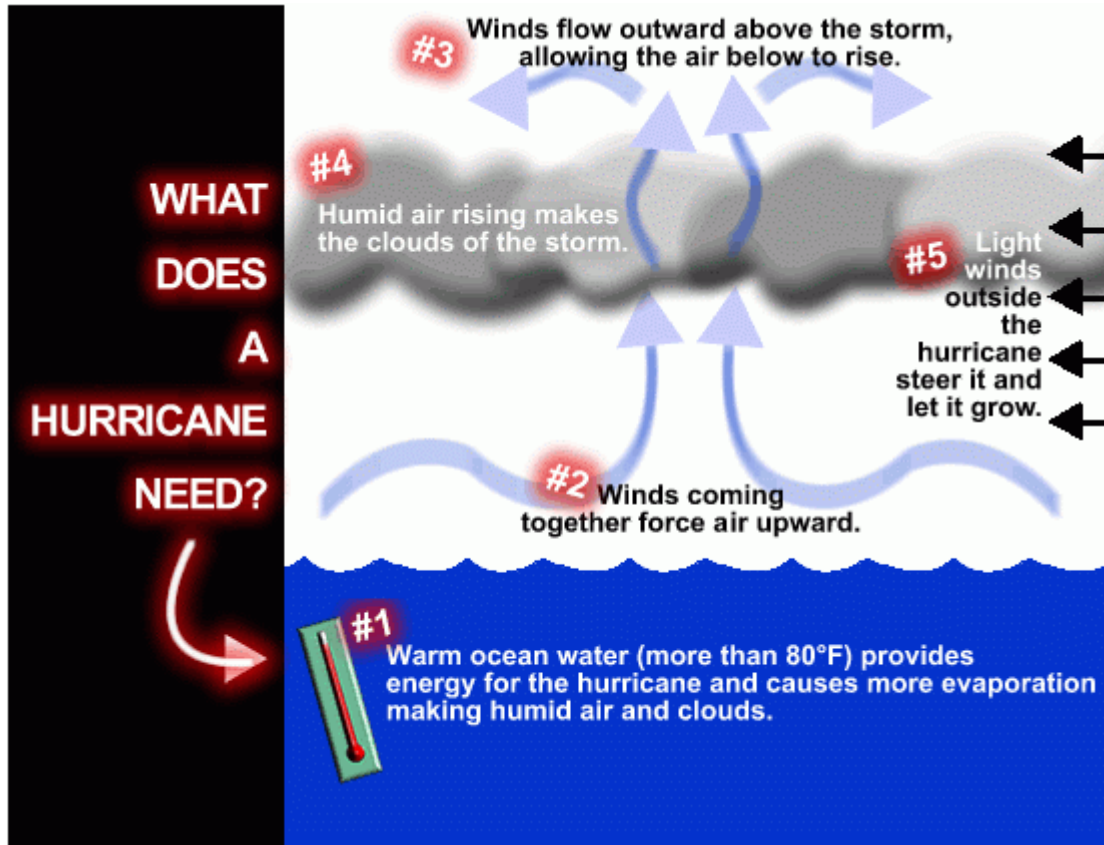 WHAT
DOES
A
HURRICANE
NEED?
#1
Warm ocean water (more than 80°F) provides
energy for the hurricane and causes more evaporation
making humid air and clouds.
#2
Winds coming
together force air upward.
#3
Winds flow outward above the storm,
allowing the air below to rise.
#4
Humid air rising makes
the clouds of the storm.
#5
Light
winds
outside
the
hurricane
steer it and
let it grow.